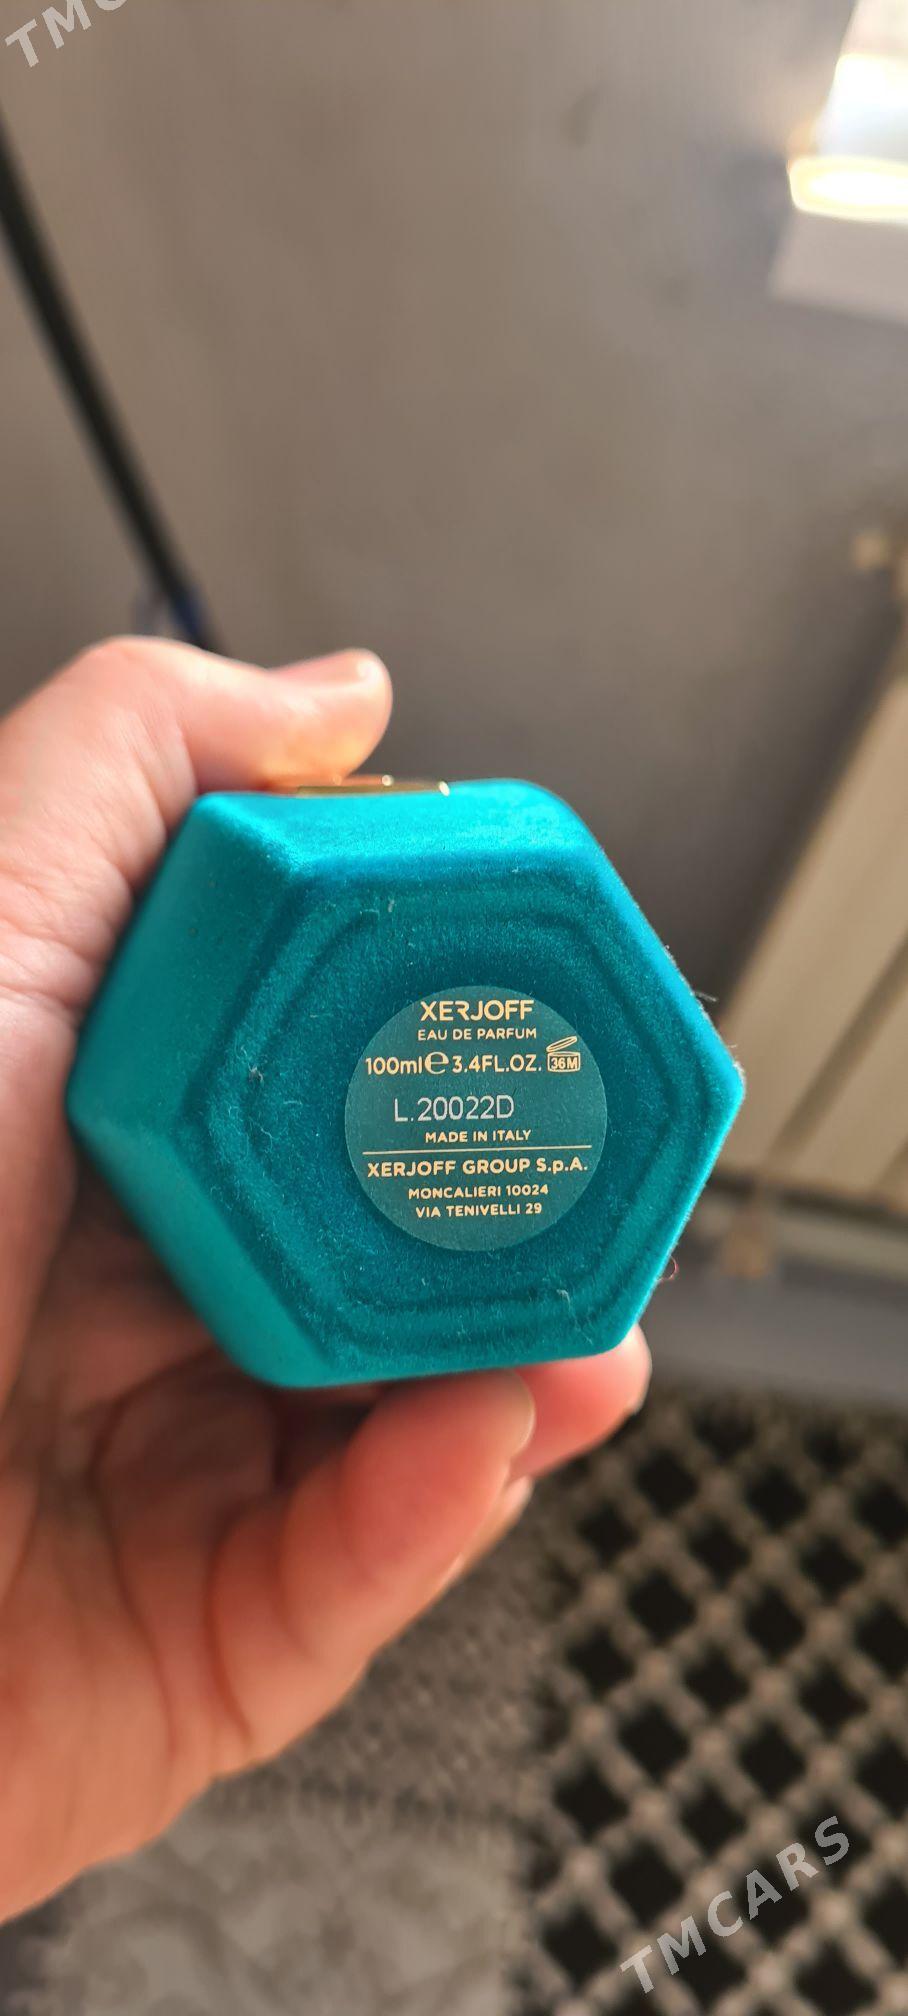 TMC
XERJOFF
EAU DE PARFUM
100ml ℮ 3.4FL.OZ. 36M
L.20022D
MADE IN ITALY
XERJOFF GROUP S.p.A.
MONCALIERI 10024
VIA TENIVELLI 29
TMCARS